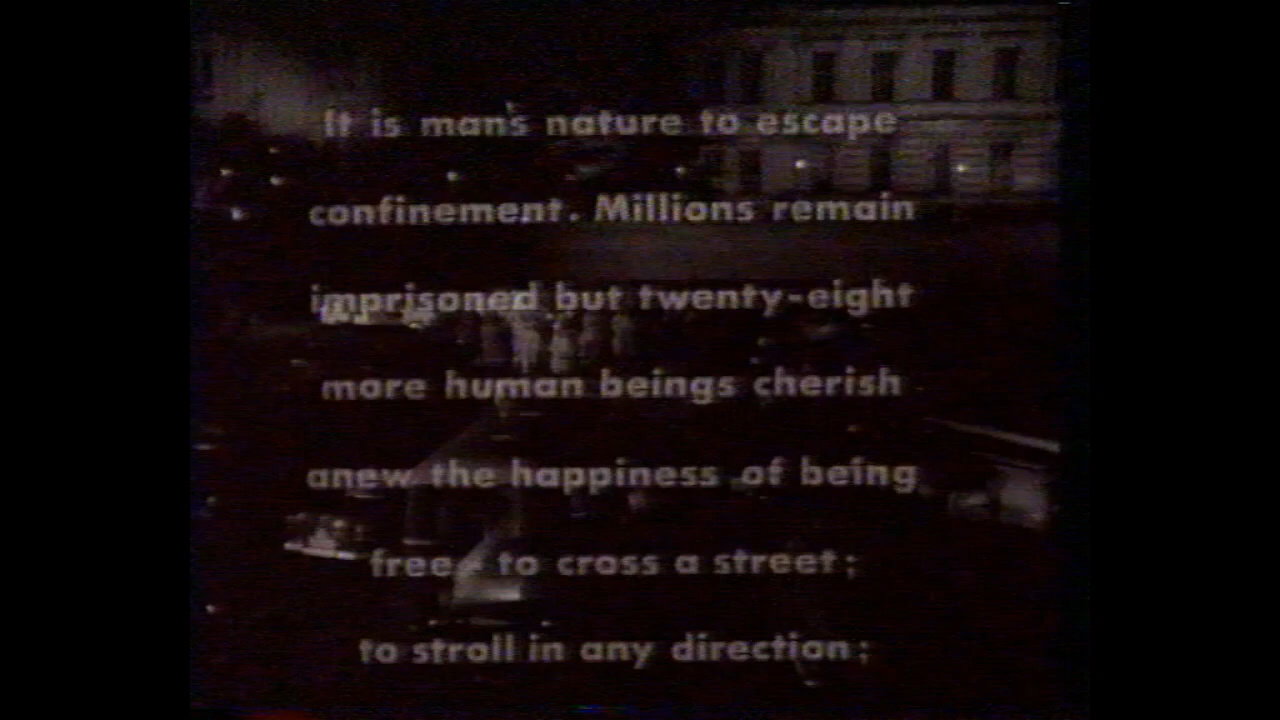 It is man's nature to escape
confinement. Millions remain
imprisoned but twenty-eight
more human beings cherish
anew the happiness of being
free - to cross a street;
to stroll in any direction;